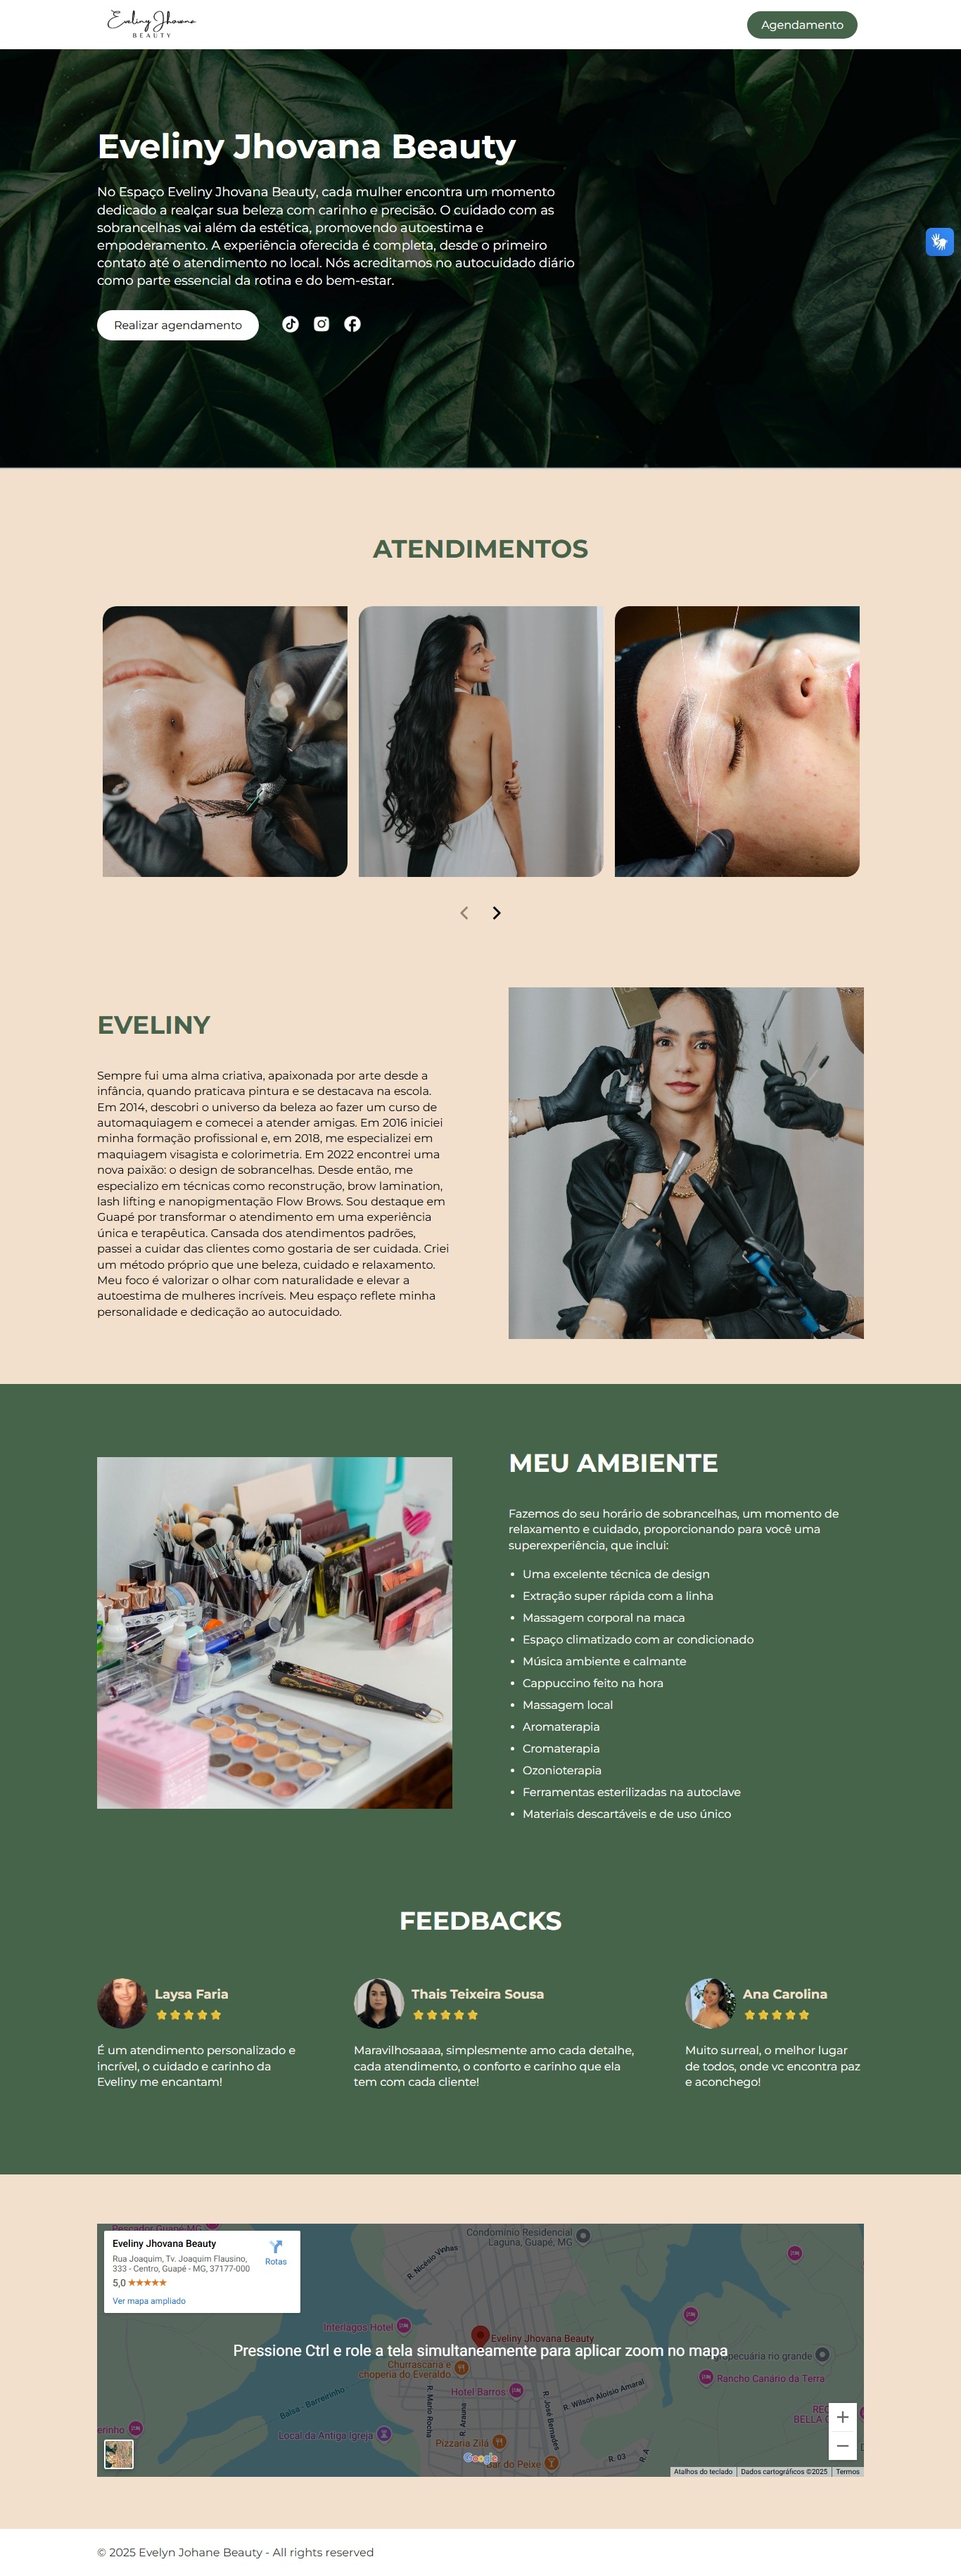 Eveliny Jhovana
BEAUTY
Agendamento
Eveliny Jhovana Beauty
No Espaço Eveliny Jhovana Beauty, cada mulher encontra um momento
dedicado a realçar sua beleza com carinho e precisão. O cuidado com as
sobrancelhas vai além da estética, promovendo autoestima e
empoderamento. A experiência oferecida é completa, desde o primeiro
contato até o atendimento no local. Nós acreditamos no autocuidado diário
como parte essencial da rotina e do bem-estar.
Realizar agendamento
ATENDIMENTOS
EVELINY
Sempre fui uma alma criativa, apaixonada por arte desde a
infância, quando praticava pintura e se destacava na escola.
Em 2014, descobri o universo da beleza ao fazer um curso de
automaquiagem e comecei a atender amigas. Em 2016 iniciei
minha formação profissional e, em 2018, me especializei em
maquiagem visagista e colorimetria. Em 2022 encontrei uma
nova paixão: o design de sobrancelhas. Desde então, me
especializo em técnicas como reconstrução, brow lamination,
lash lifting e nanopigmentação Flow Brows. Sou destaque em
Guapé por transformar o atendimento em uma experiência
única e terapêutica. Cansada dos atendimentos padrões,
passei a cuidar das clientes como gostaria de ser cuidada. Criei
um método próprio que une beleza, cuidado e relaxamento.
Meu foco é valorizar o olhar com naturalidade e elevar a
autoestima de mulheres incríveis. Meu espaço reflete minha
personalidade e dedicação ao autocuidado.
MEU AMBIENTE
Fazemos do seu horário de sobrancelhas, um momento de
relaxamento e cuidado, proporcionando para você uma
superexperiência, que inclui:
• Uma excelente técnica de design
• Extração super rápida com a linha
• Massagem corporal na maca
• Espaço climatizado com ar condicionado
• Música ambiente e calmante
• Cappuccino feito na hora
• Massagem local
• Aromaterapia
• Cromaterapia
• Ozonioterapia
• Ferramentas esterilizadas na autoclave
• Materiais descartáveis e de uso único
FEEDBACKS
Laysa Faria
É um atendimento personalizado e
incrível, o cuidado e carinho da
Eveliny me encantam!
Thais Teixeira Sousa
Maravilhosaaaa, simplesmente amo cada detalhe,
cada atendimento, o conforto e carinho que ela
tem com cada cliente!
Ana Carolina
Muito surreal, o melhor lugar
de todos, onde vc encontra paz
e aconchego!
Pescador Guapé-MG
Eveliny Jhovana Beauty
Rua Joaquim, Tv. Joaquim Flausino,
333 - Centro, Guapé - MG, 37177-000
5,0 ★★★★★
Ver mapa ampliado
Rotas
Condomínio Residencial
Laguna, Guapé, MG
R. Nicésio Vinhas
Interlagos Hotel
Eveliny Jhovana Beauty
Pressione Ctrl e role a tela simultaneamente para aplicar zoom no mapa
Agropecuária rio grande
Churrascaria e
choperia do Everaldo
Rancho Canário da Terra
Hotel Barros
R. Wilson Aloísio Amaral
Balsa - Barreirinho
R. Mario Rocha
R. Arauna
R. José Bernades
BELLA
erinho
Local da Antiga Igreja
Pizzaria Zilá
Google
Bar do Peixe
R. 03
R. A
Atalhos do teclado
Dados cartográficos ©2025
Termos
© 2025 Evelyn Johane Beauty - All rights reserved